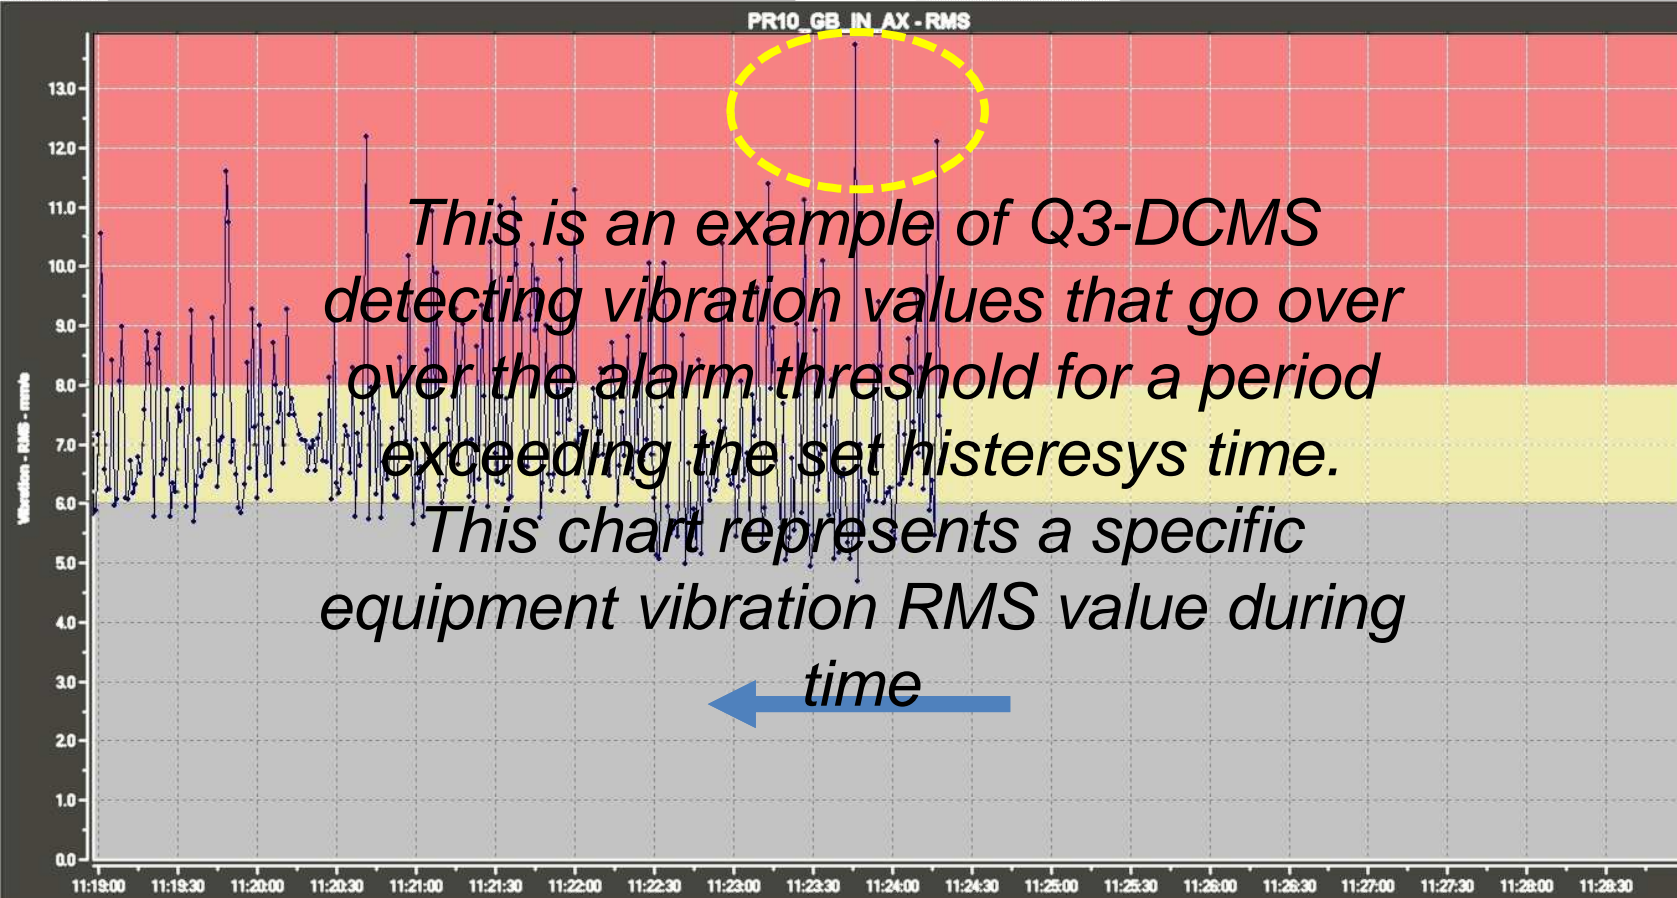 PR10_GB_IN_AX - RMS
13.0
12.0
11.0
10.0
9.0
8.0
7.0
6.0
5.0
4.0
3.0
2.0
1.0
0.0
Vibration - RMS - mm/s
This is an example of Q3-DCMS
detecting vibration values that go over
over the alarm threshold for a period
exceeding the set histeresys time.
This chart represents a specific
equipment vibration RMS value during
time
11:19:00 11:19:30 11:20:00 11:20:30 11:21:00 11:21:30 11:22:00 11:22:30 11:23:00 11:23:30 11:24:00 11:24:30 11:25:00 11:25:30 11:26:00 11:26:30 11:27:00 11:27:30 11:28:00 11:28:30